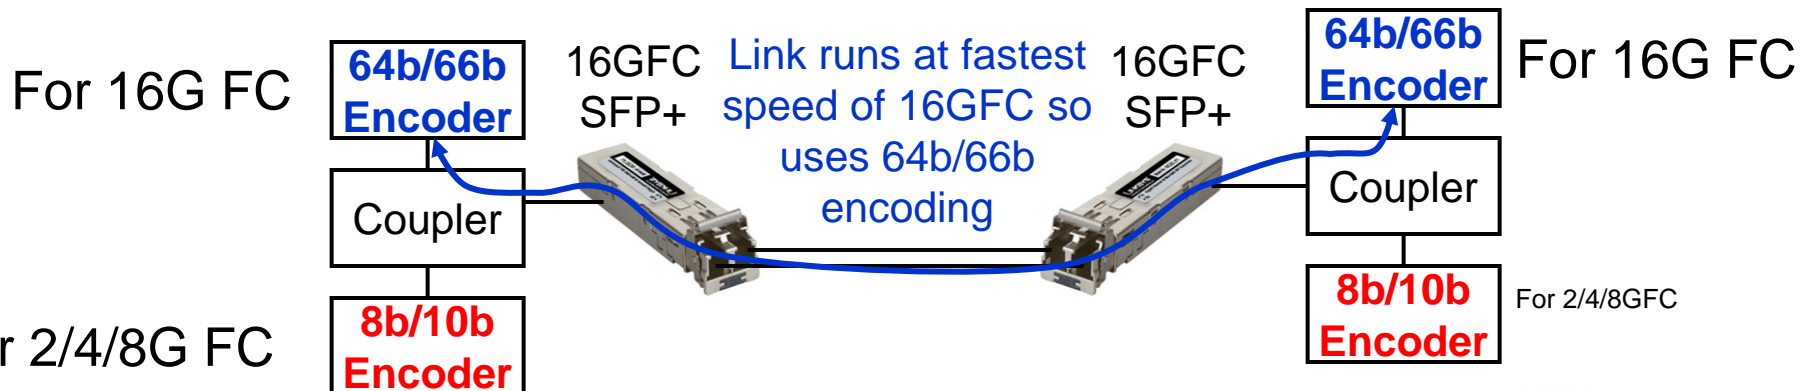 For 16G FC
64b/66b
Encoder
16GFC
SFP+
Link runs at fastest
speed of 16GFC so
uses 64b/66b
encoding
16GFC
SFP+
64b/66b
Encoder
For 16G FC
Coupler
Coupler
r 2/4/8G FC
8b/10b
Encoder
8b/10b
Encoder
For 2/4/8GFC